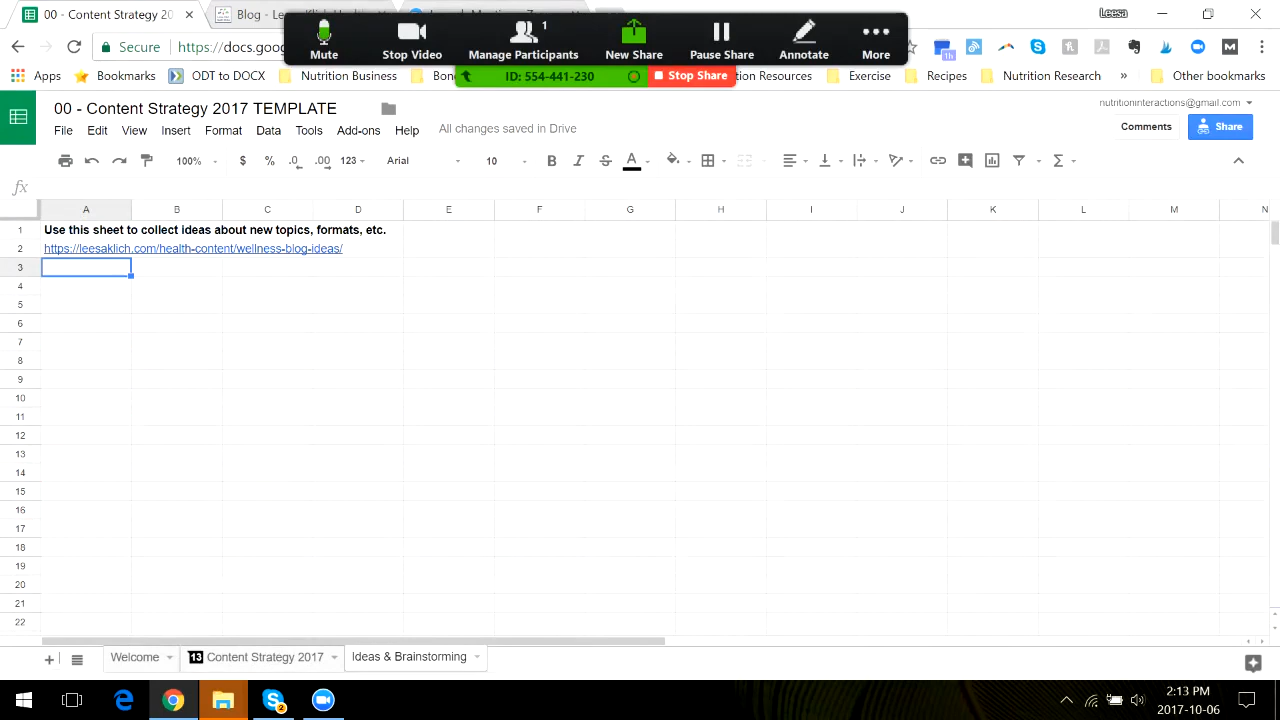 00 - Content Strategy 20
Blog - Lee
Leesa
Secure
https://docs.goo
Mute
Stop Video
1
Manage Participants
New Share
Pause Share
Annotate
More
ID: 554-441-230
Stop Share
1h
Apps
Bookmarks
ODT to DOCX
Nutrition Business
Bon
tion Resources
Exercise
Recipes
Nutrition Research
»
Other bookmarks
00 - Content Strategy 2017 TEMPLATE
nutritioninteractions@gmail.com
File Edit View Insert Format Data Tools Add-ons Help
All changes saved in Drive
Comments
Share
100% $ % .0 .00 123 Arial 10 B I S A Σ
fx
A B C D E F G H I J K L M N
1 Use this sheet to collect ideas about new topics, formats, etc.
2 https://leesaklich.com/health-content/wellness-blog-ideas/
3
4
5
6
7
8
9
10
11
12
13
14
15
16
17
18
19
20
21
22
+ Welcome 13 Content Strategy 2017 Ideas & Brainstorming
2
2:13 PM
2017-10-06